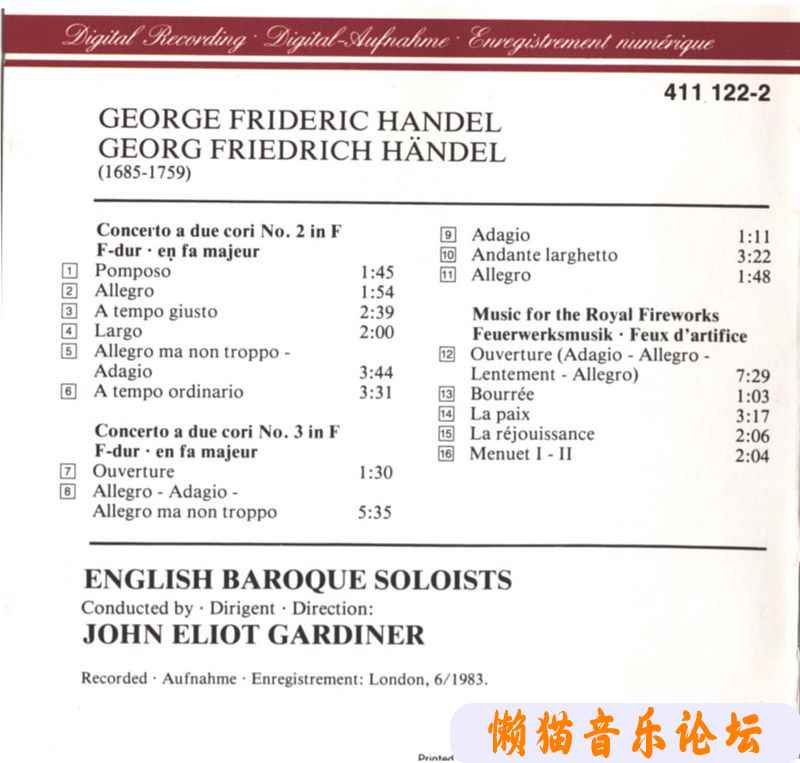 Digital Recording · Digital-Aufnahme · Enregistrement numérique
411 122-2
GEORGE FRIDERIC HANDEL
GEORG FRIEDRICH HÄNDEL
(1685-1759)
Concerto a due cori No. 2 in F
F-dur · en fa majeur
1 Pomposo 1:45
2 Allegro 1:54
3 A tempo giusto 2:39
4 Largo 2:00
5 Allegro ma non troppo -
Adagio 3:44
6 A tempo ordinario 3:31
Concerto a due cori No. 3 in F
F-dur · en fa majeur
7 Ouverture 1:30
8 Allegro - Adagio -
Allegro ma non troppo 5:35
9 Adagio 1:11
10 Andante larghetto 3:22
11 Allegro 1:48
Music for the Royal Fireworks
Feuerwerksmusik · Feux d'artifice
12 Ouverture (Adagio - Allegro -
Lentement - Allegro) 7:29
13 Bourrée 1:03
14 La paix 3:17
15 La réjouissance 2:06
16 Menuet I - II 2:04
ENGLISH BAROQUE SOLOISTS
Conducted by · Dirigent · Direction:
JOHN ELIOT GARDINER
Recorded · Aufnahme · Enregistrement: London, 6/1983.
Printed
懒猫音乐论坛